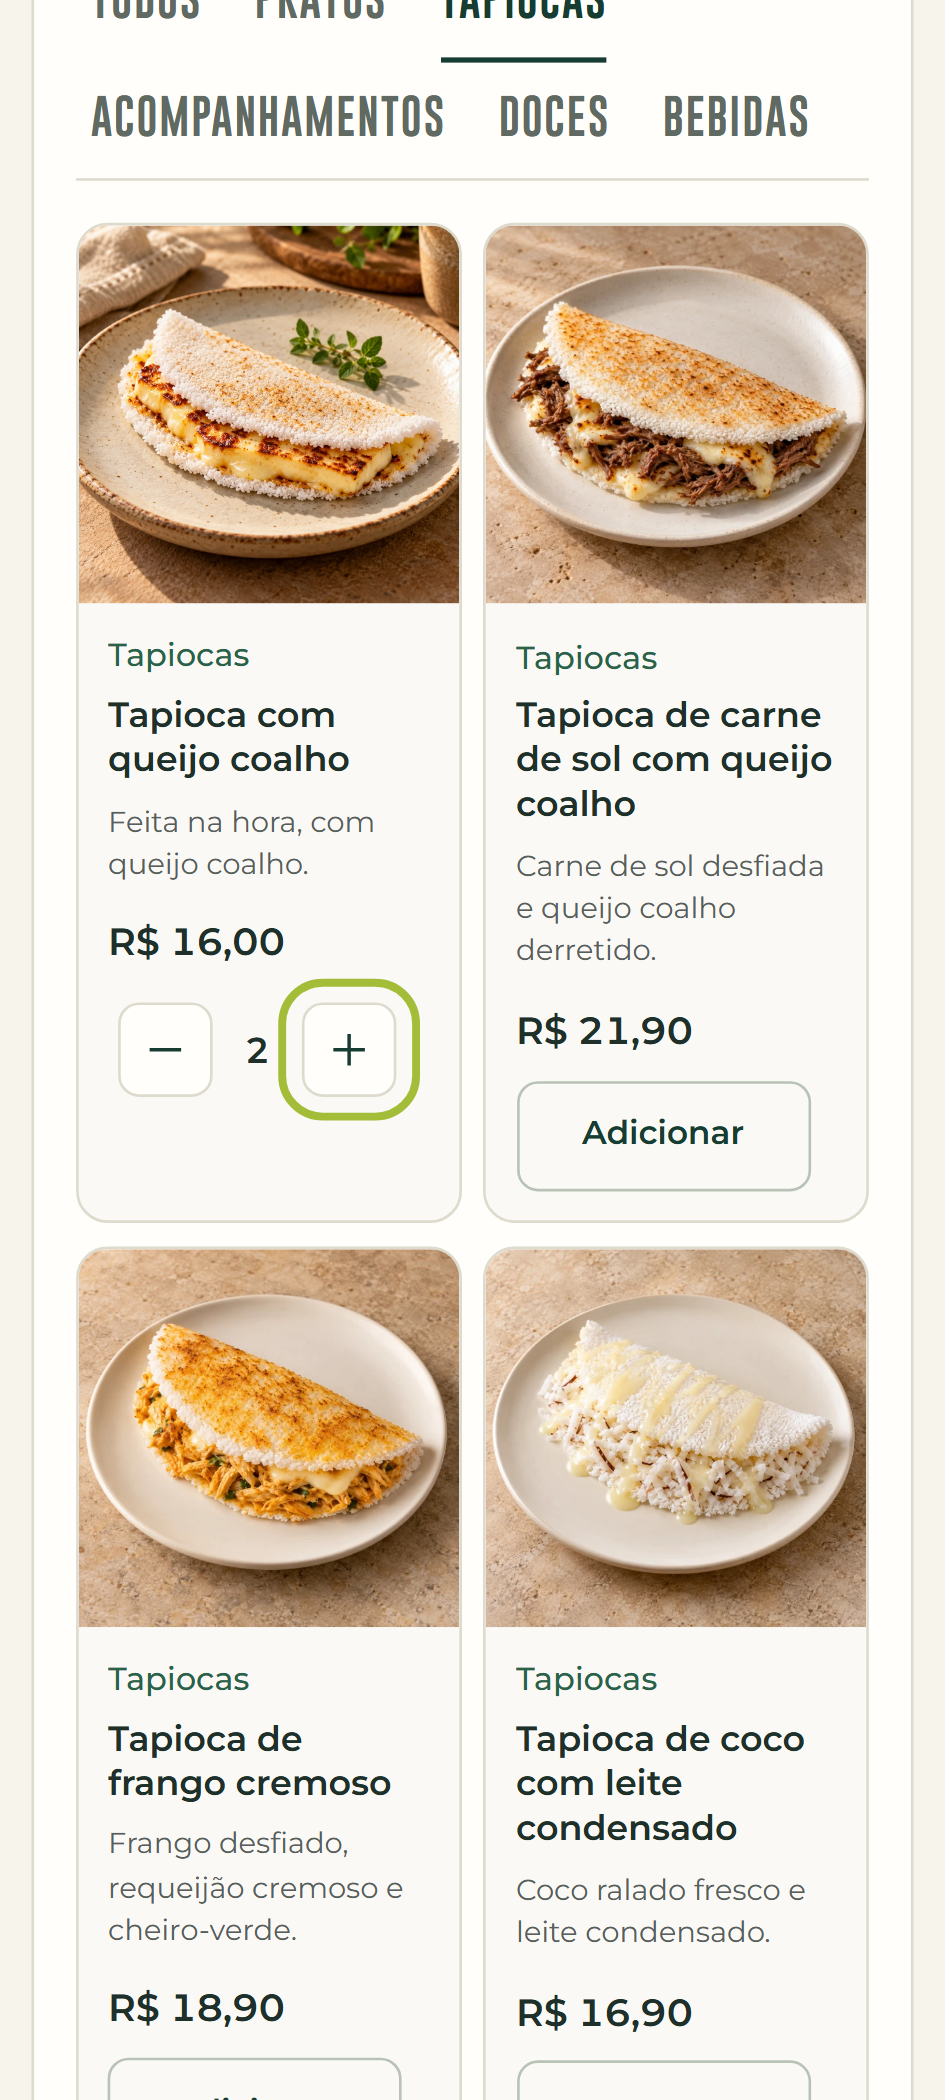 TODOS PRATOS TAPIOCAS
ACOMPANHAMENTOS DOCES BEBIDAS
Tapiocas
Tapioca com
queijo coalho
Feita na hora, com
queijo coalho.
R$ 16,00
− 2 +
Tapiocas
Tapioca de carne
de sol com queijo
coalho
Carne de sol desfiada
e queijo coalho
derretido.
R$ 21,90
Adicionar
Tapiocas
Tapioca de
frango cremoso
Frango desfiado,
requeijão cremoso e
cheiro-verde.
R$ 18,90
Tapiocas
Tapioca de coco
com leite
condensado
Coco ralado fresco e
leite condensado.
R$ 16,90